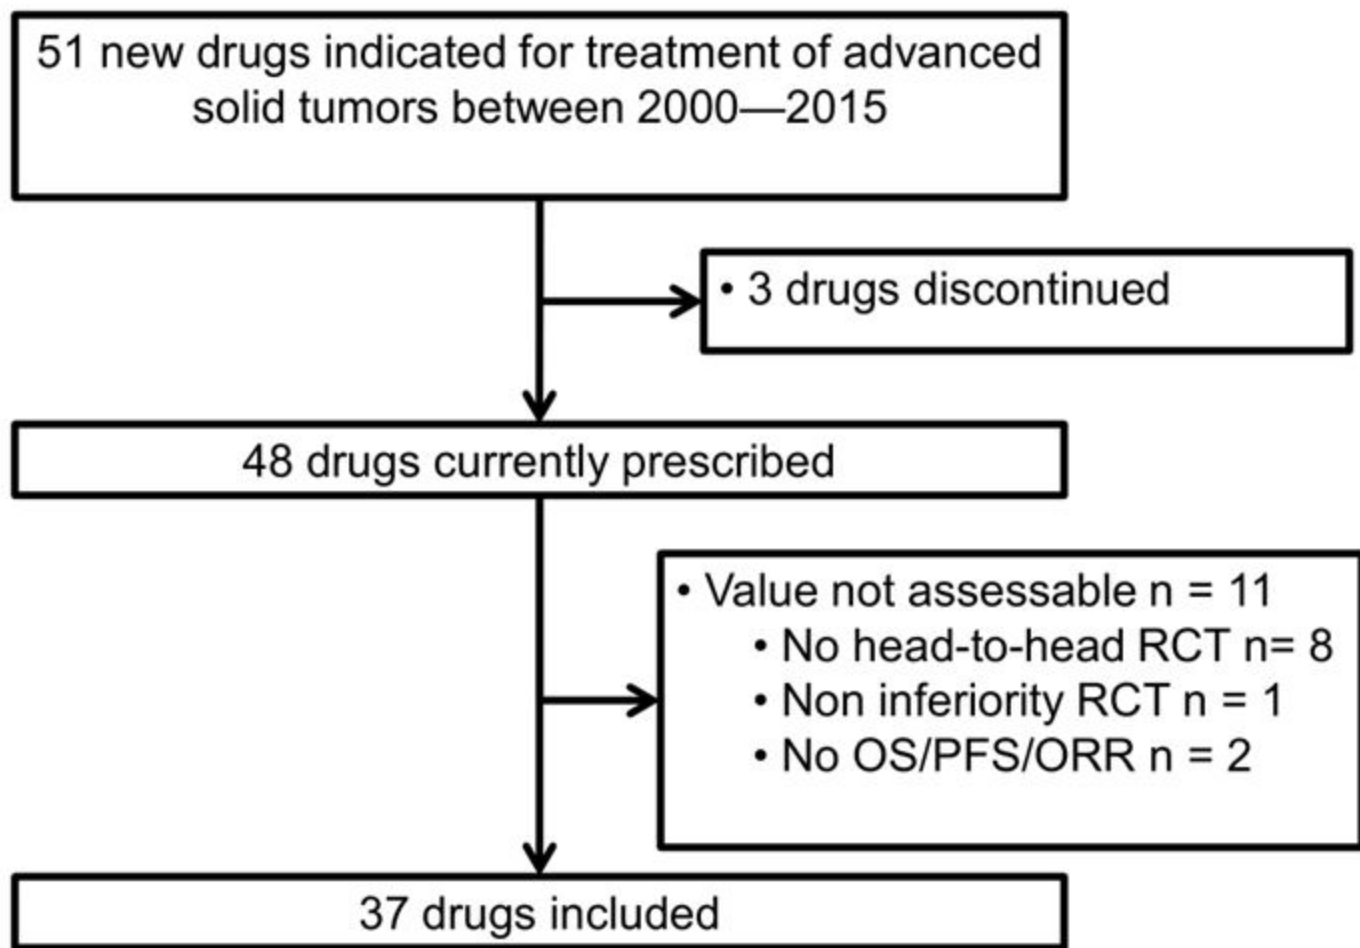 51 new drugs indicated for treatment of advanced
solid tumors between 2000—2015
• 3 drugs discontinued
48 drugs currently prescribed
• Value not assessable n = 11
• No head-to-head RCT n= 8
• Non inferiority RCT n = 1
• No OS/PFS/ORR n = 2
37 drugs included